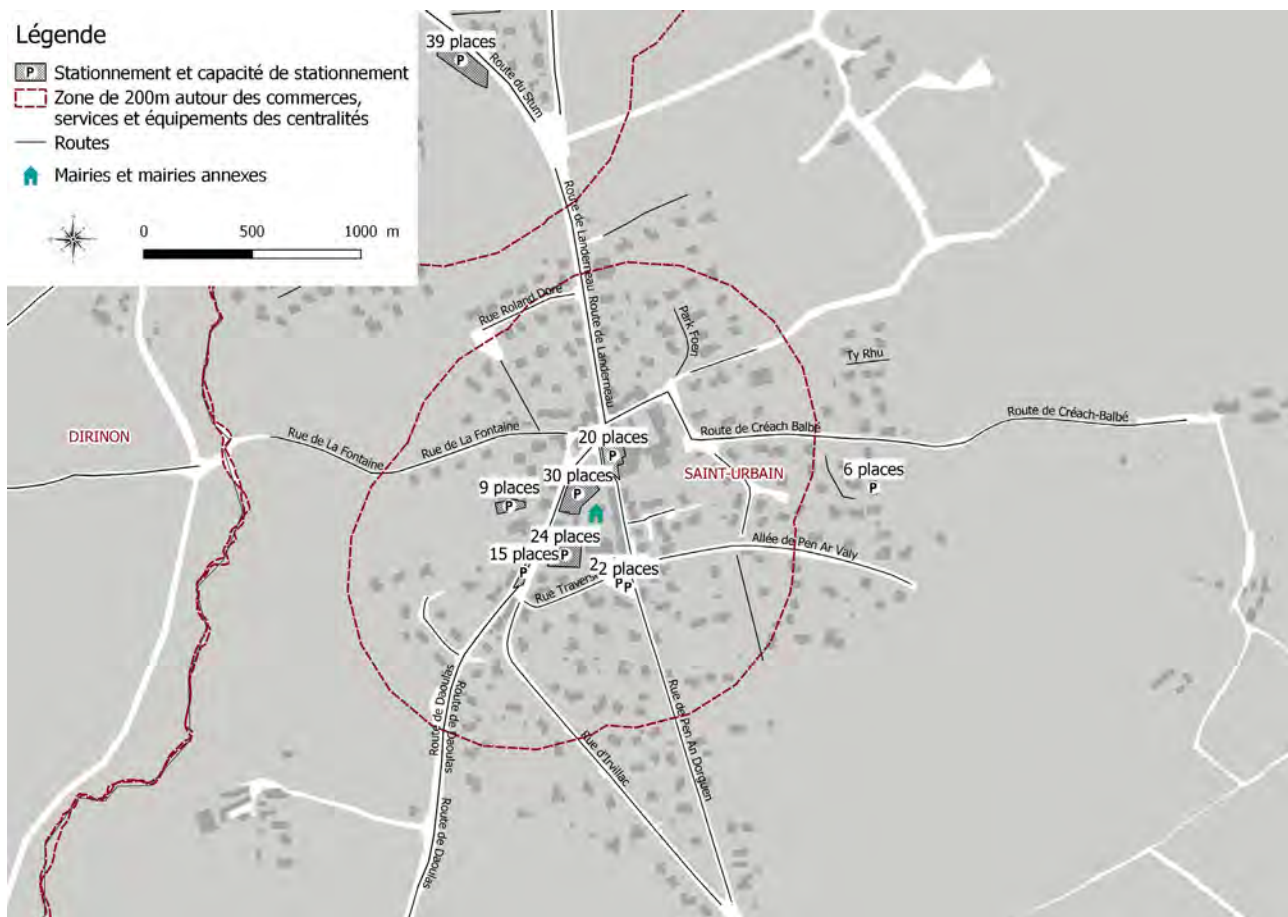 Légende
P Stationnement et capacité de stationnement
Zone de 200m autour des commerces,
services et équipements des centralités
Routes
Mairies et mairies annexes
0 500 1000 m
39 places
P
Route du Stum
Route de Landerneau
Route de Landerneau
Rue Roland Doré
Park Foen
Ty Rhu
Route de Créach-Balbé
Route de Créach Balbé
DIRINON
Rue de La Fontaine
Rue de La Fontaine
20 places
P
SAINT-URBAIN
6 places
P
30 places
P
9 places
P
24 places
P
15 places
P
Allée de Pen Ar Valy
2 places
P
P
Rue d'Irvillac
Rue de Pen An Dorguen
Route de Daoulas
Route de Daoulas
Route de Daoulas